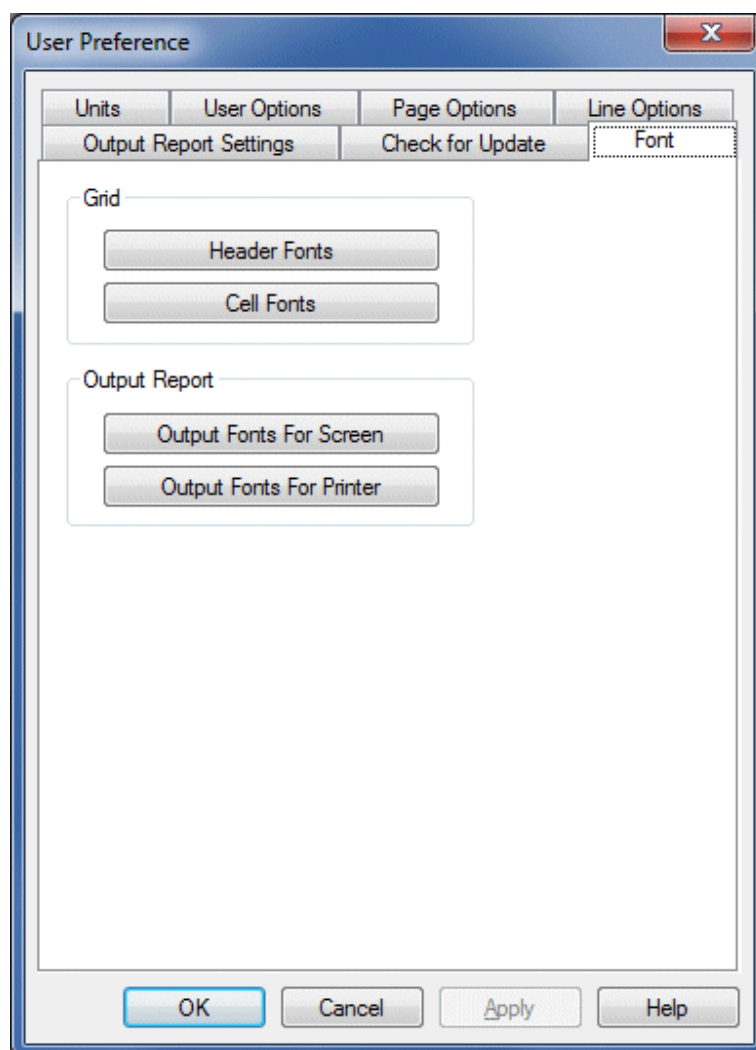 User Preference
Units User Options Page Options Line Options
Output Report Settings Check for Update Font
Grid
Header Fonts
Cell Fonts
Output Report
Output Fonts For Screen
Output Fonts For Printer
OK Cancel Apply Help